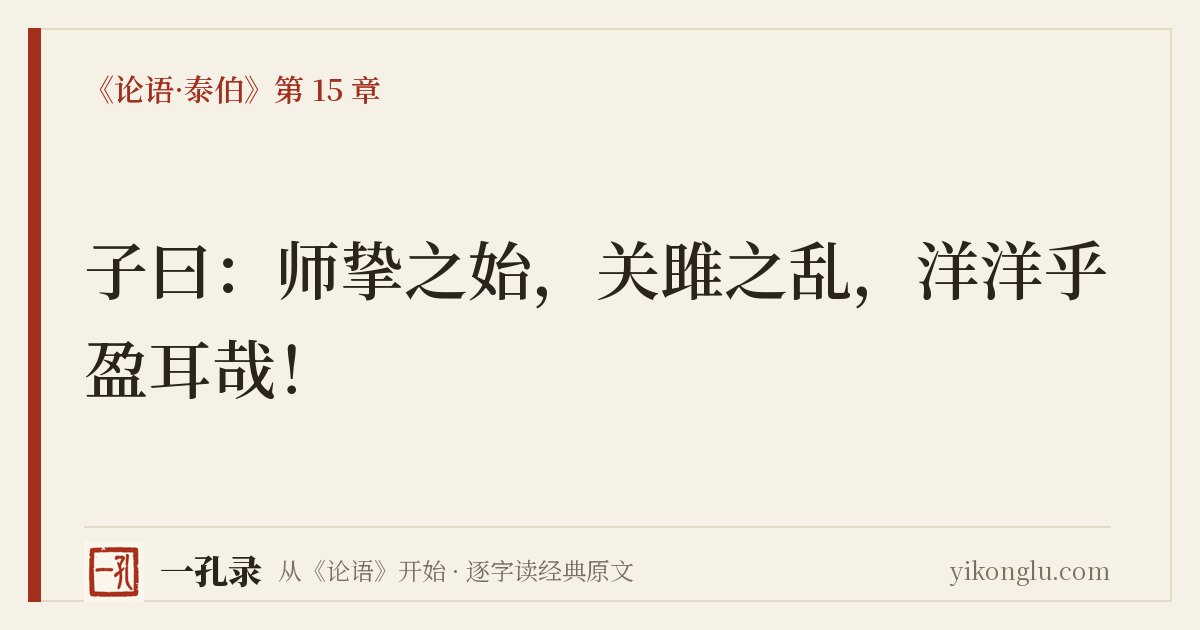 《论语·泰伯》第 15 章
子曰：师挚之始，关雎之乱，洋洋乎
盈耳哉！
一孔
一孔录 从《论语》开始 · 逐字读经典原文 yikonglu.com